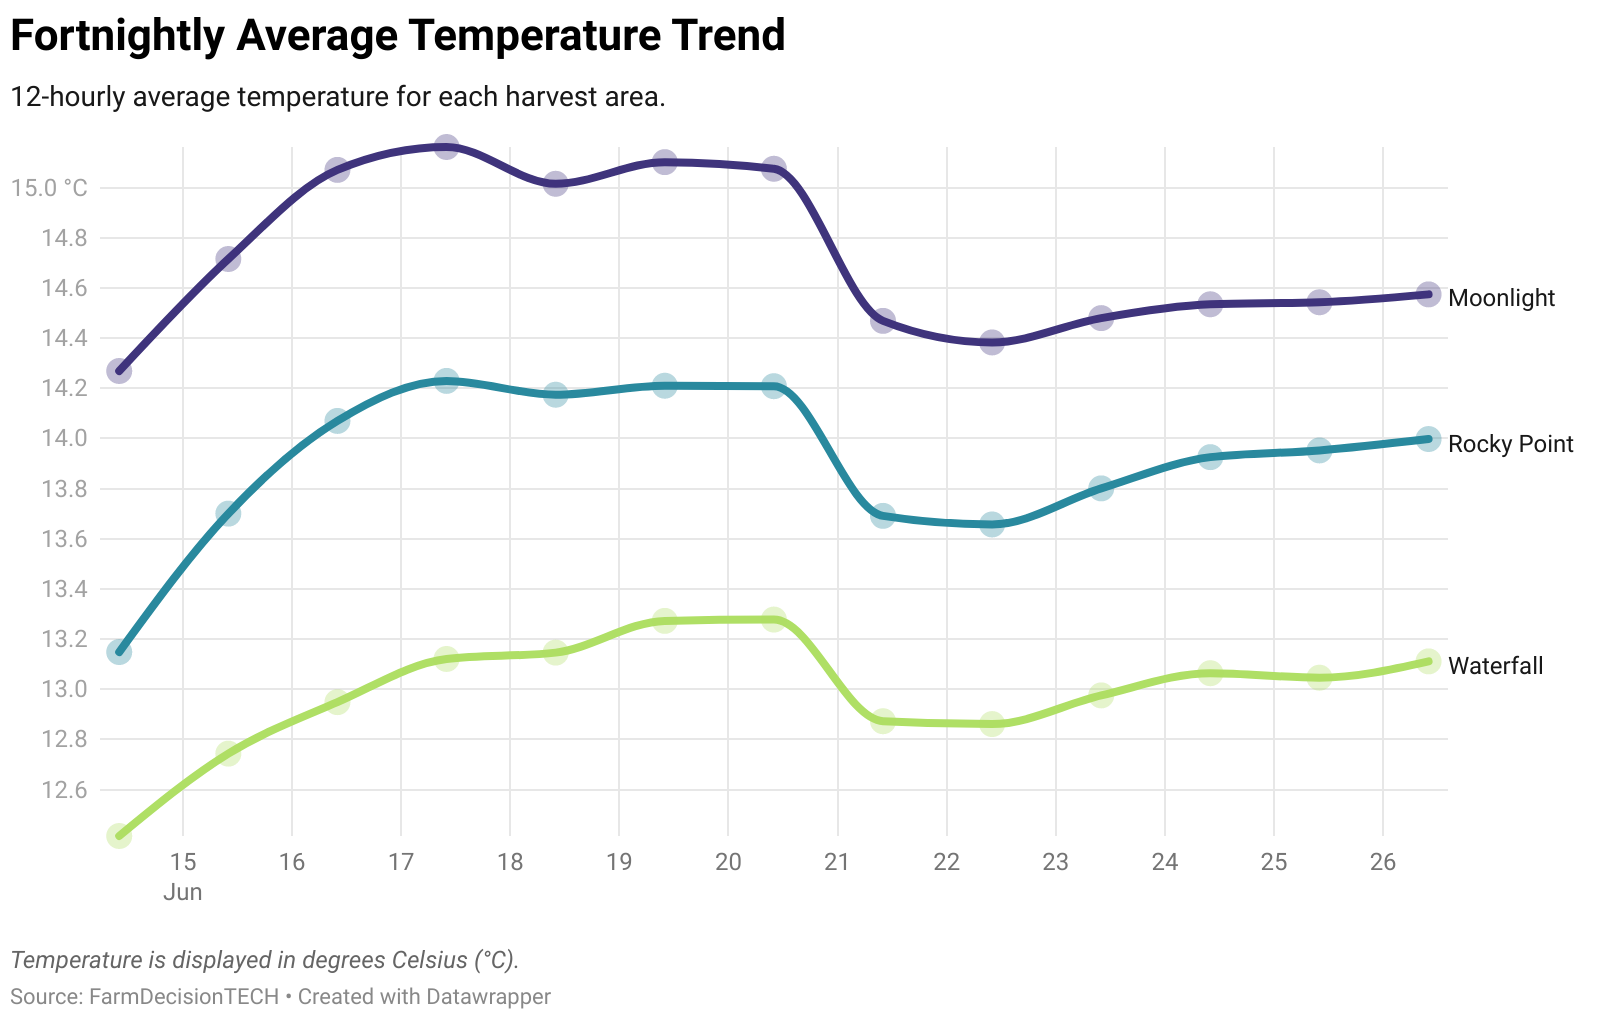 Fortnightly Average Temperature Trend
12-hourly average temperature for each harvest area.
15.0 °C
14.8
14.6
14.4
14.2
14.0
13.8
13.6
13.4
13.2
13.0
12.8
12.6
Moonlight
Rocky Point
Waterfall
15 16 17 18 19 20 21 22 23 24 25 26
Jun
Temperature is displayed in degrees Celsius (°C).
Source: FarmDecisionTECH • Created with Datawrapper